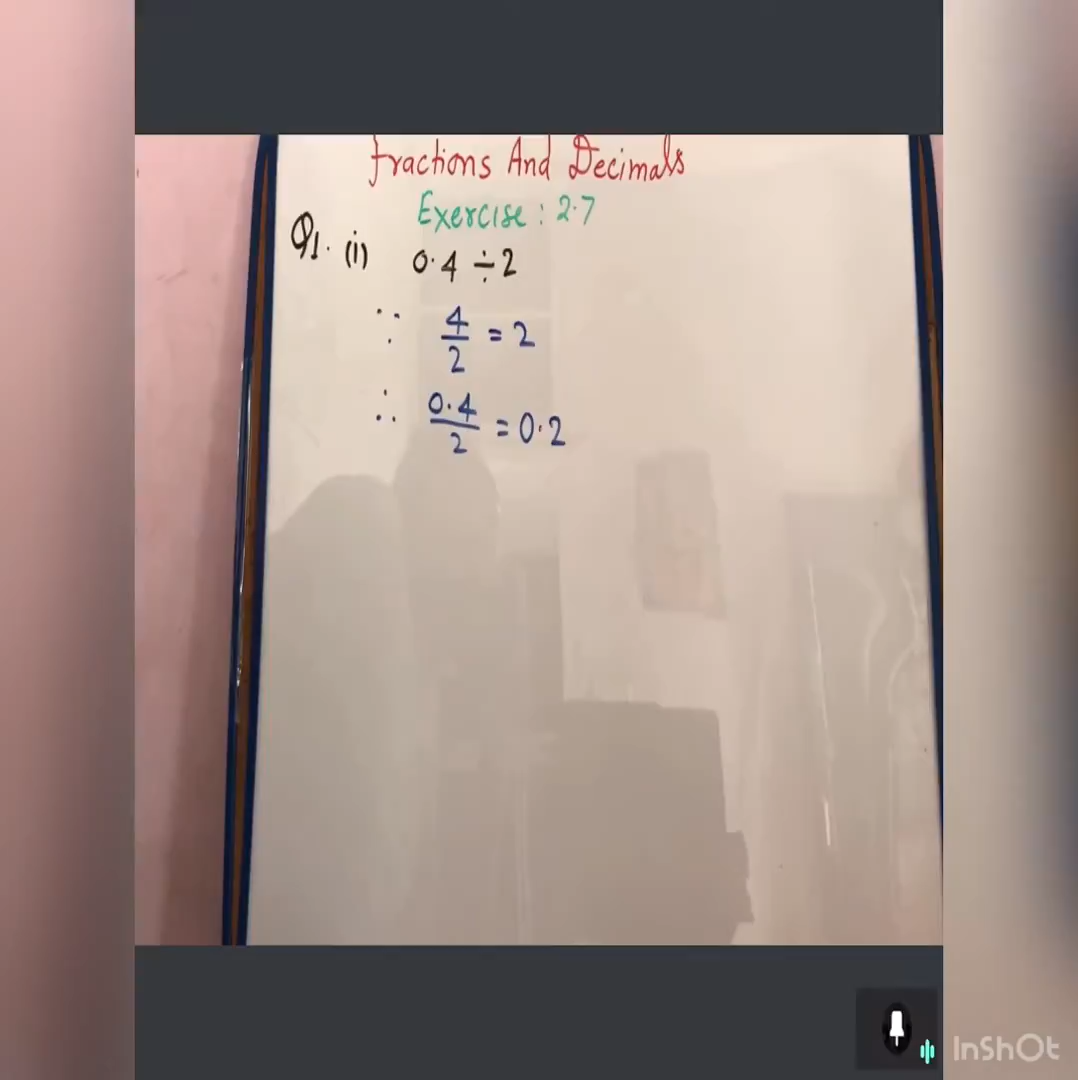 Fractions And Decimals
Exercise : 2.7
Q1. (i) 0.4 ÷ 2
∵ 4/2 = 2
∴ 0.4/2 = 0.2
InShOt